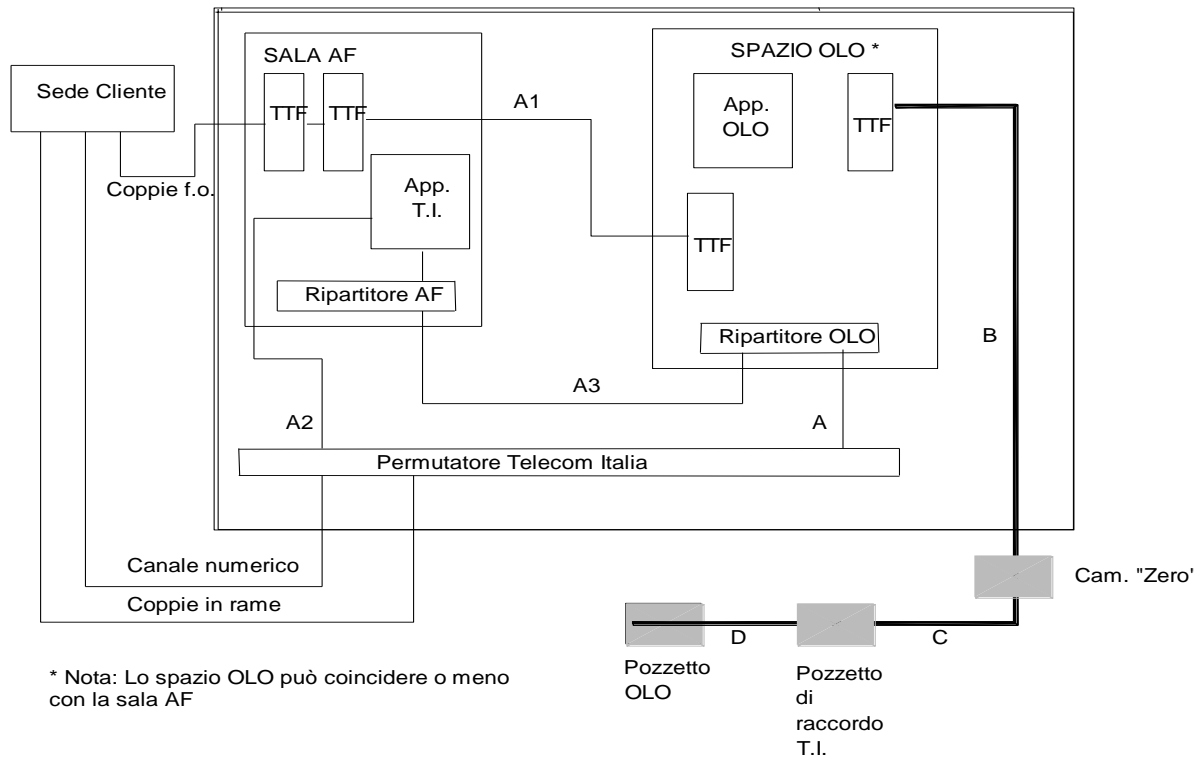 SALA AF
SPAZIO OLO *
Sede Cliente
TTF
TTF
A1
App.
OLO
TTF
Coppie f.o.
App.
T.I.
TTF
Ripartitore AF
Ripartitore OLO
B
A3
A2
A
Permutatore Telecom Italia
Canale numerico
Cam. "Zero'
Coppie in rame
D
C
* Nota: Lo spazio OLO può coincidere o meno
con la sala AF
Pozzetto
OLO
Pozzetto
di
raccordo
T.I.